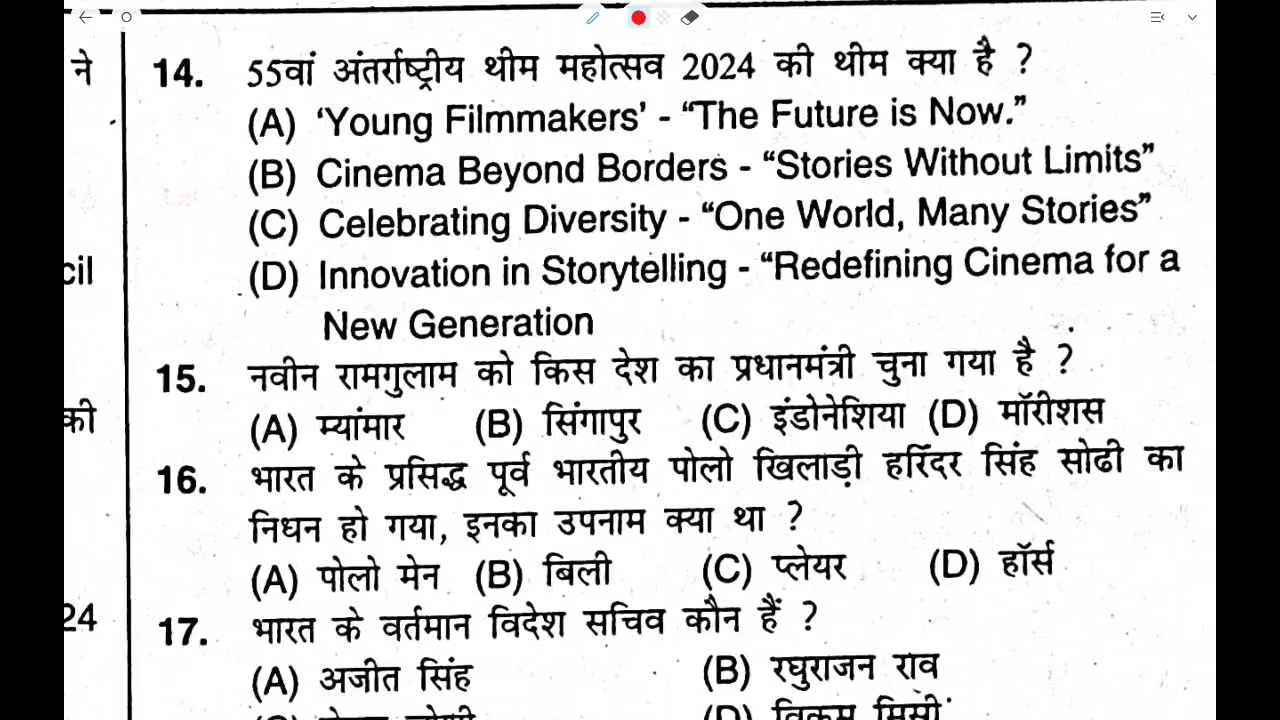 ने
cil
की
24
14. 55वां अंतर्राष्ट्रीय थीम महोत्सव 2024 की थीम क्या है ?
(A) ‘Young Filmmakers’ - “The Future is Now.”
(B) Cinema Beyond Borders - “Stories Without Limits”
(C) Celebrating Diversity - “One World, Many Stories”
(D) Innovation in Storytelling - “Redefining Cinema for a
New Generation
15. नवीन रामगुलाम को किस देश का प्रधानमंत्री चुना गया है ?
(A) म्यांमार (B) सिंगापुर (C) इंडोनेशिया (D) मॉरीशस
16. भारत के प्रसिद्ध पूर्व भारतीय पोलो खिलाड़ी हरिंदर सिंह सोढी का
निधन हो गया, इनका उपनाम क्या था ?
(A) पोलो मेन (B) बिली (C) प्लेयर (D) हॉर्स
17. भारत के वर्तमान विदेश सचिव कौन हैं ?
(A) अजीत सिंह (B) रघुराजन राव
(D) विक्रम मिस्री